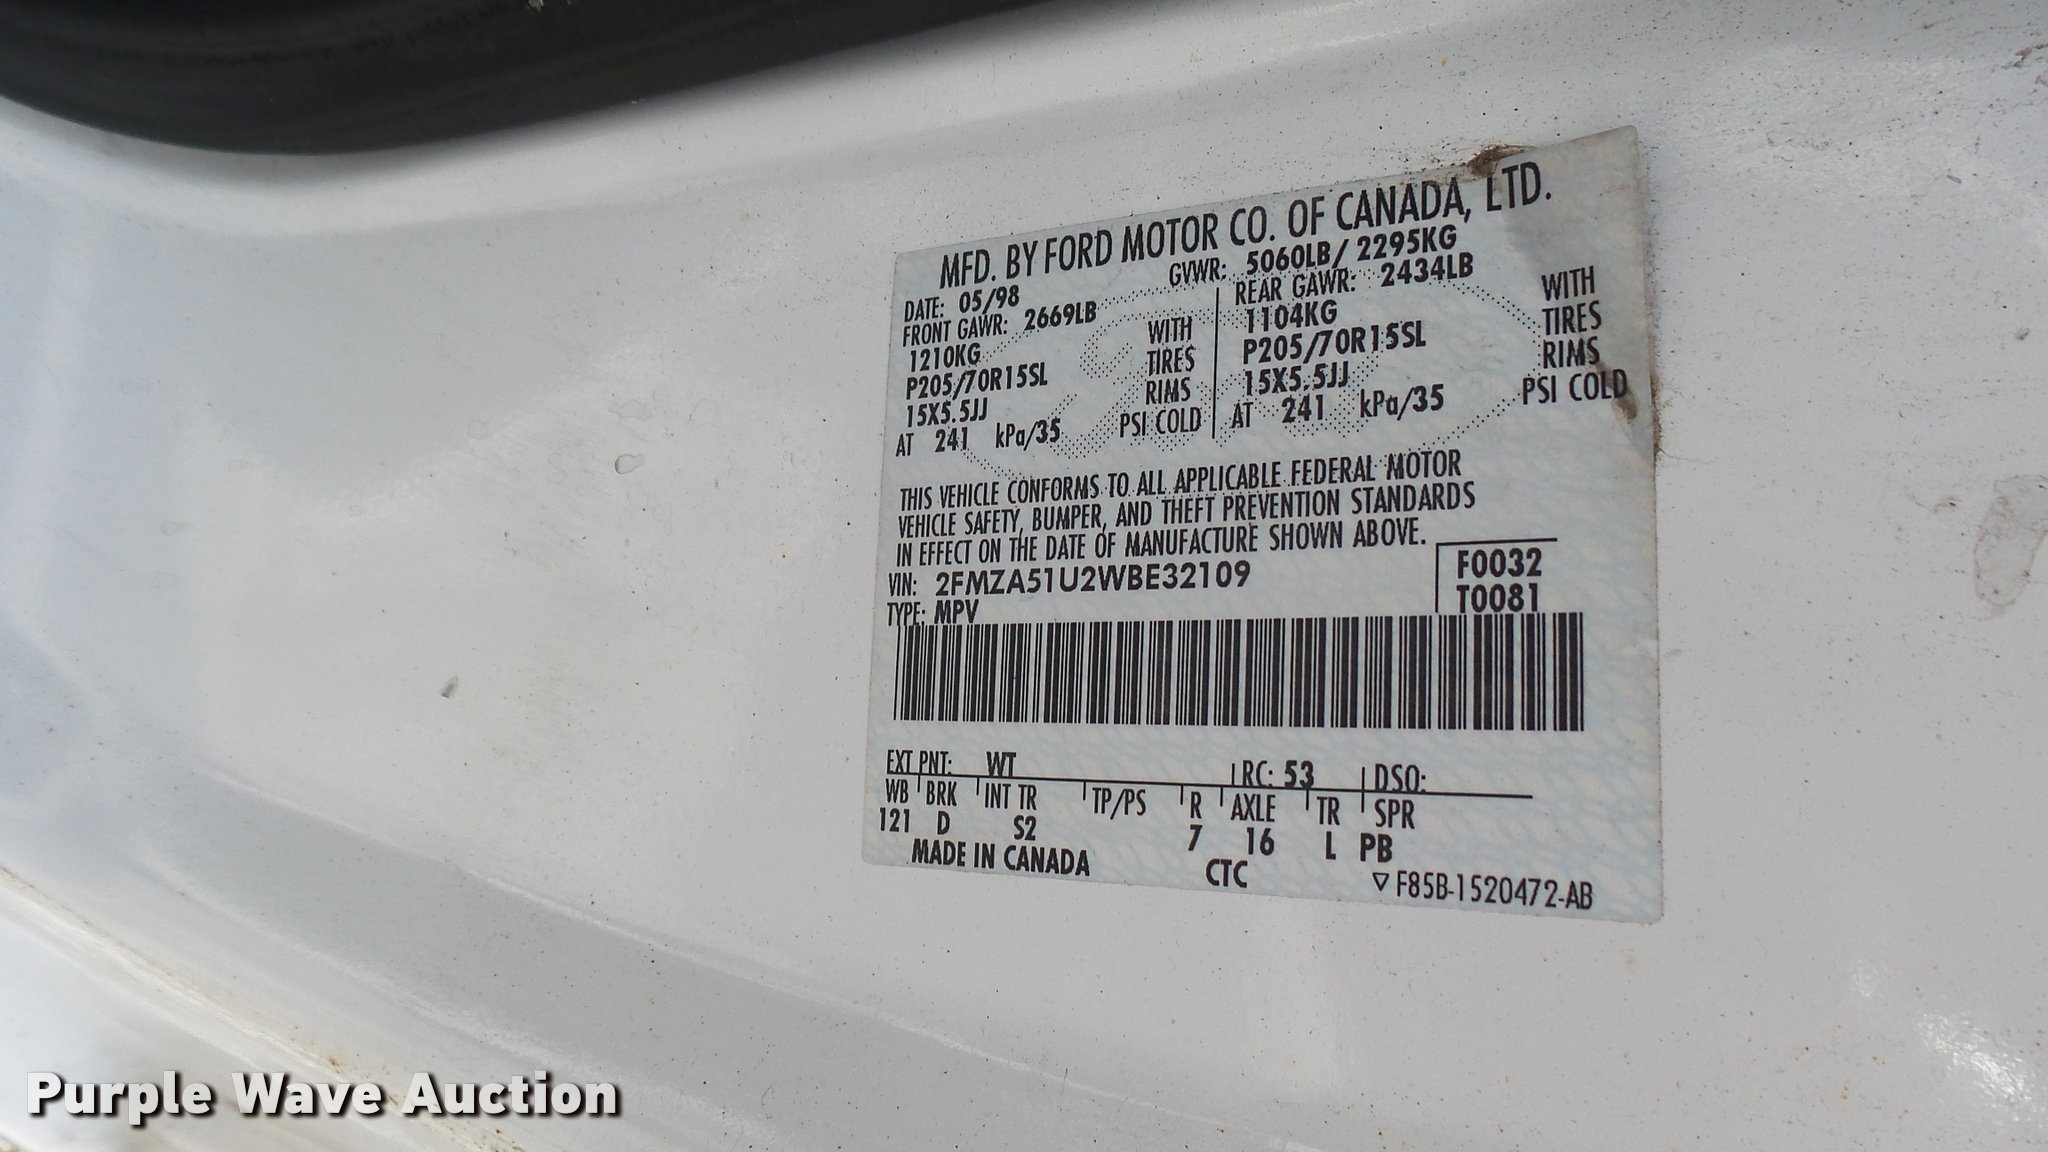 MFD. BY FORD MOTOR CO. OF CANADA, LTD.
DATE: 05/98 GVWR: 5060LB/ 2295KG
FRONT GAWR: 2669LB REAR GAWR: 2434LB
1210KG WITH 1104KG WITH
P205/70R15SL TIRES P205/70R15SL TIRES
15X5.5JJ RIMS 15X5.5JJ RIMS
AT 241 kPa/35 PSI COLD AT 241 kPa/35 PSI COLD
THIS VEHICLE CONFORMS TO ALL APPLICABLE FEDERAL MOTOR
VEHICLE SAFETY, BUMPER, AND THEFT PREVENTION STANDARDS
IN EFFECT ON THE DATE OF MANUFACTURE SHOWN ABOVE.
VIN: 2FMZA51U2WBE32109 F0032
TYPE: MPV T0081
EXT PNT: WT RC: 53 DSO:
WB BRK INT TR TP/PS R AXLE TR SPR
121 D S2 7 16 L PB
MADE IN CANADA CTC ▽ F85B-1520472-AB
Purple Wave Auction